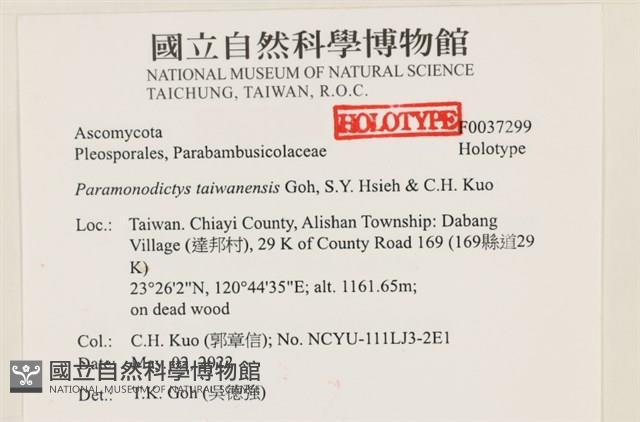 國立自然科學博物館
NATIONAL MUSEUM OF NATURAL SCIENCE
TAICHUNG, TAIWAN, R.O.C.
HOLOTYPE
Ascomycota F0037299
Pleosporales, Parabambusicolaceae Holotype
Paramonodictys taiwanensis Goh, S.Y. Hsieh & C.H. Kuo
Loc.: Taiwan. Chiayi County, Alishan Township: Dabang
Village (達邦村), 29 K of County Road 169 (169縣道29
K)
23°26'2"N, 120°44'35"E; alt. 1161.65m;
on dead wood
Col.: C.H. Kuo (郭章信); No. NCYU-111LJ3-2E1
Date: May 02, 2022
國立自然科學博物館
NATIONAL MUSEUM OF NATURAL SCIENCE
Det.: T.K. Goh (吳德強)